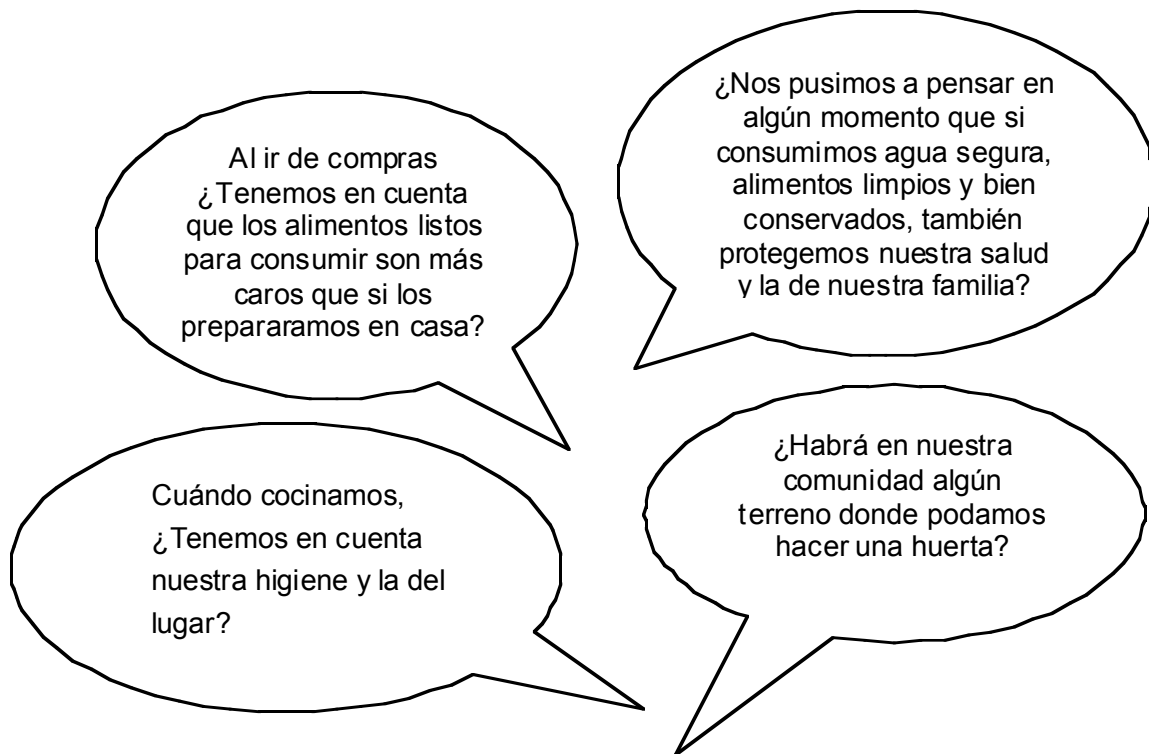 Al ir de compras
¿Tenemos en cuenta
que los alimentos listos
para consumir son más
caros que si los
prepararamos en casa?
¿Nos pusimos a pensar en
algún momento que si
consumimos agua segura,
alimentos limpios y bien
conservados, también
protegemos nuestra salud
y la de nuestra familia?
Cuándo cocinamos,
¿Tenemos en cuenta
nuestra higiene y la del
lugar?
¿Habrá en nuestra
comunidad algún
terreno donde podamos
hacer una huerta?